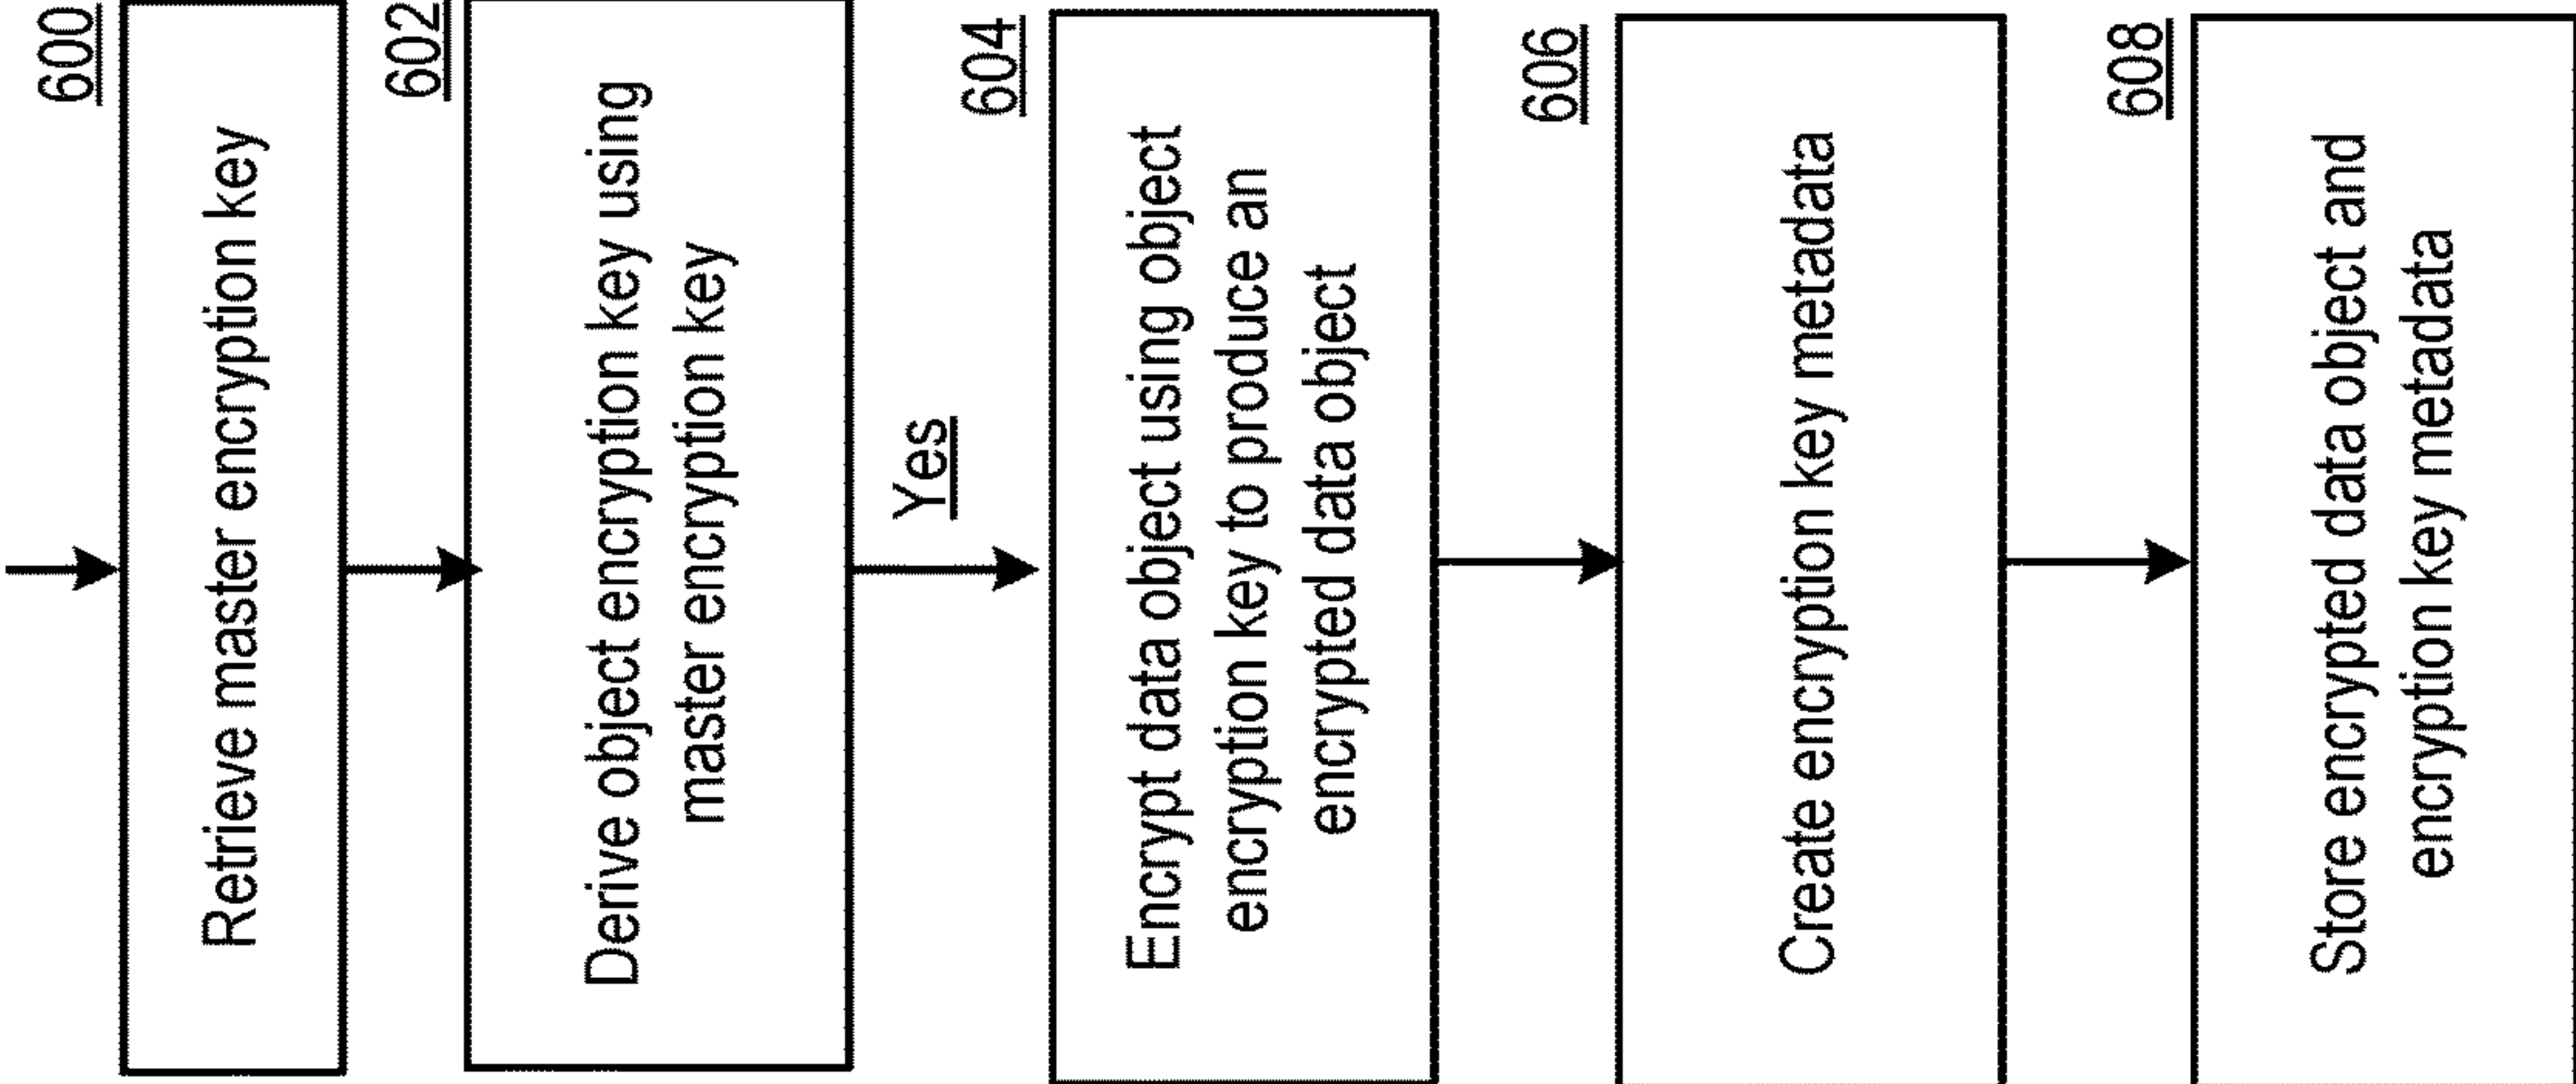 600
Retrieve master encryption key
602
Derive object encryption key using
master encryption key
Yes
604
Encrypt data object using object
encryption key to produce an
encrypted data object
606
Create encryption key metadata
608
Store encrypted data object and
encryption key metadata